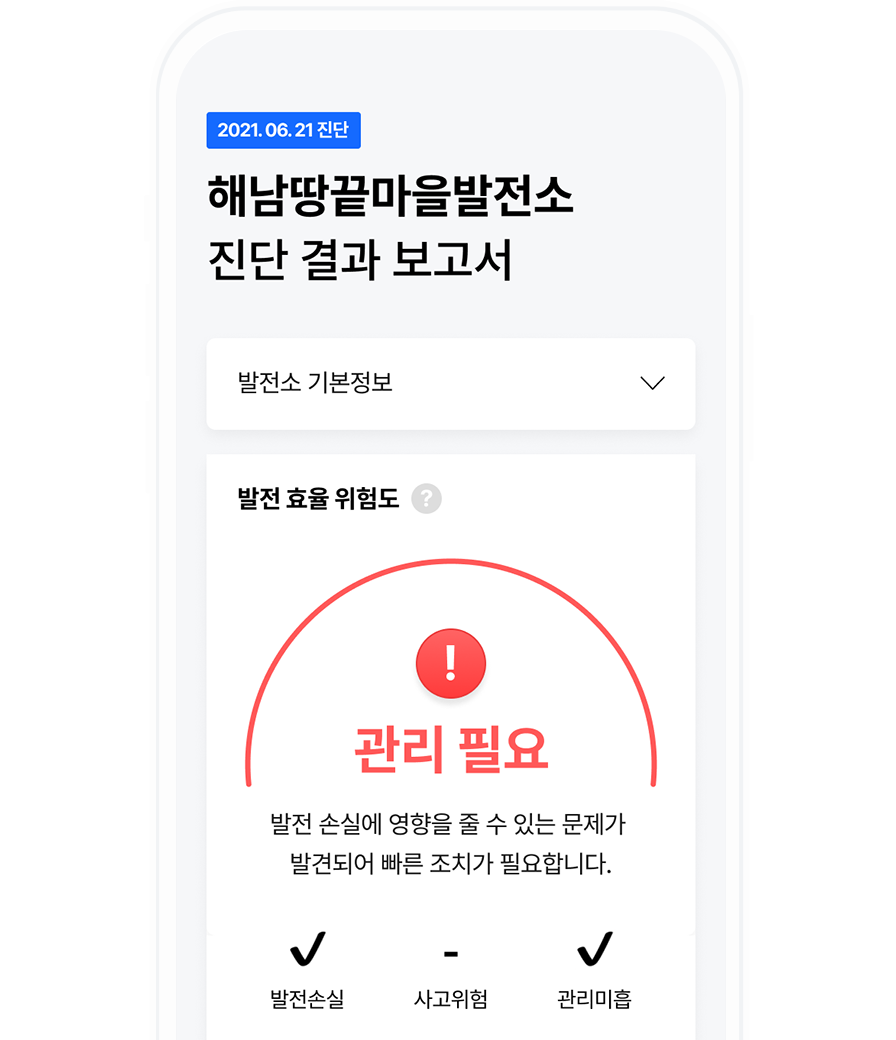 2021. 06. 21 진단
해남땅끝마을발전소
진단 결과 보고서
발전소 기본정보
발전 효율 위험도 ?
!
관리 필요
발전 손실에 영향을 줄 수 있는 문제가
발견되어 빠른 조치가 필요합니다.
✔ - ✔
발전손실 사고위험 관리미흡